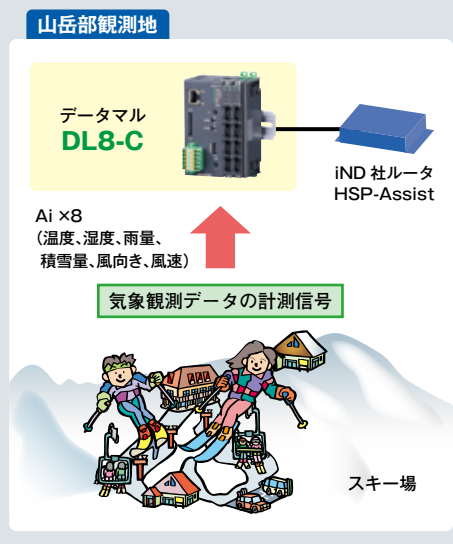 山岳部観測地
データマル
DL8-C
iND 社ルータ
HSP-Assist
Ai ×8
（温度、湿度、雨量、
積雪量、風向き、風速）
気象観測データの計測信号
スキー場